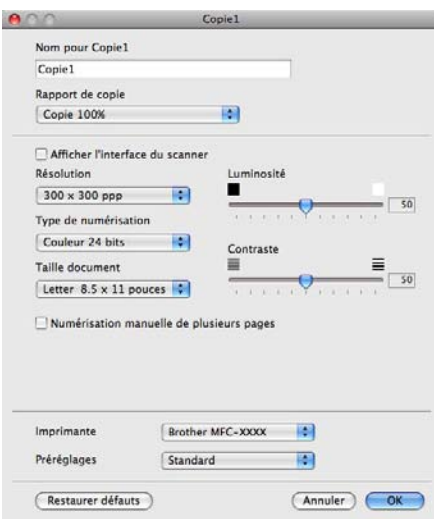 Copie1
Nom pour Copie1
Copie1
Rapport de copie
Copie 100%
Afficher l'interface du scanner
Résolution
300 x 300 ppp
Type de numérisation
Couleur 24 bits
Taille document
Letter 8.5 x 11 pouces
Luminosité
50
Contraste
50
Numérisation manuelle de plusieurs pages
Imprimante
Brother MFC-XXXX
Préréglages
Standard
Restaurer défauts
Annuler
OK